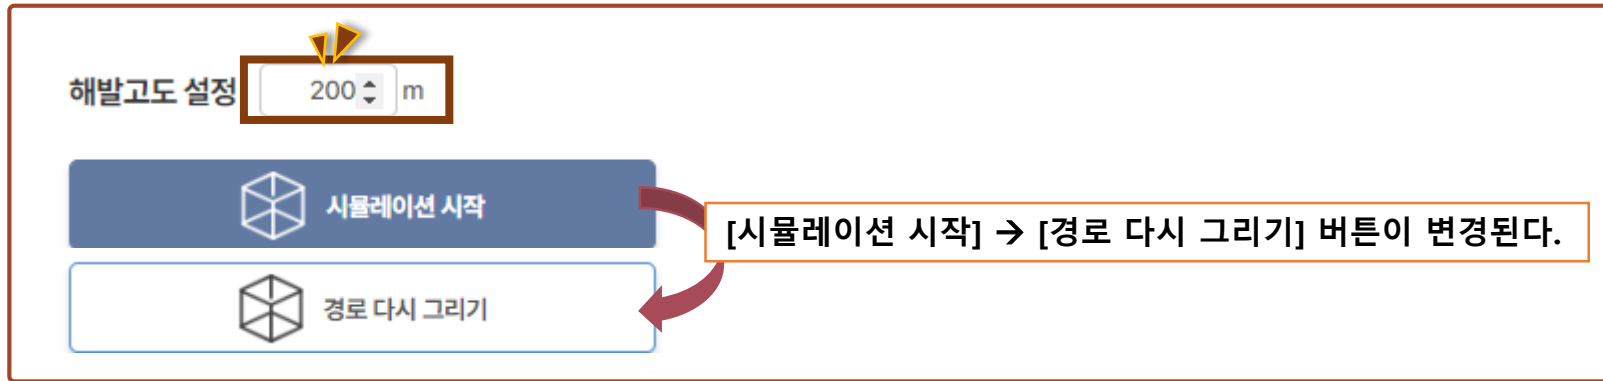 해발고도 설정 200 m
시뮬레이션 시작
[시뮬레이션 시작] → [경로 다시 그리기] 버튼이 변경된다.
경로 다시 그리기